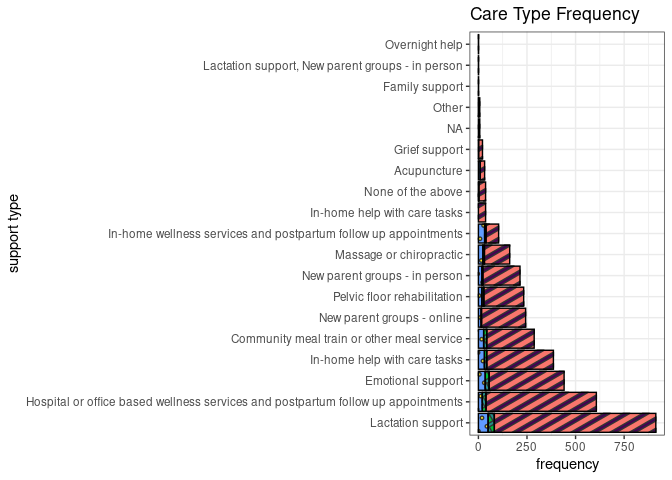 Care Type Frequency
Overnight help
Lactation support, New parent groups - in person
Family support
Other
NA
Grief support
Acupuncture
None of the above
In-home help with care tasks
In-home wellness services and postpartum follow up appointments
Massage or chiropractic
New parent groups - in person
Pelvic floor rehabilitation
New parent groups - online
Community meal train or other meal service
In-home help with care tasks
Emotional support
Hospital or office based wellness services and postpartum follow up appointments
Lactation support
support type
0 250 500 750
frequency